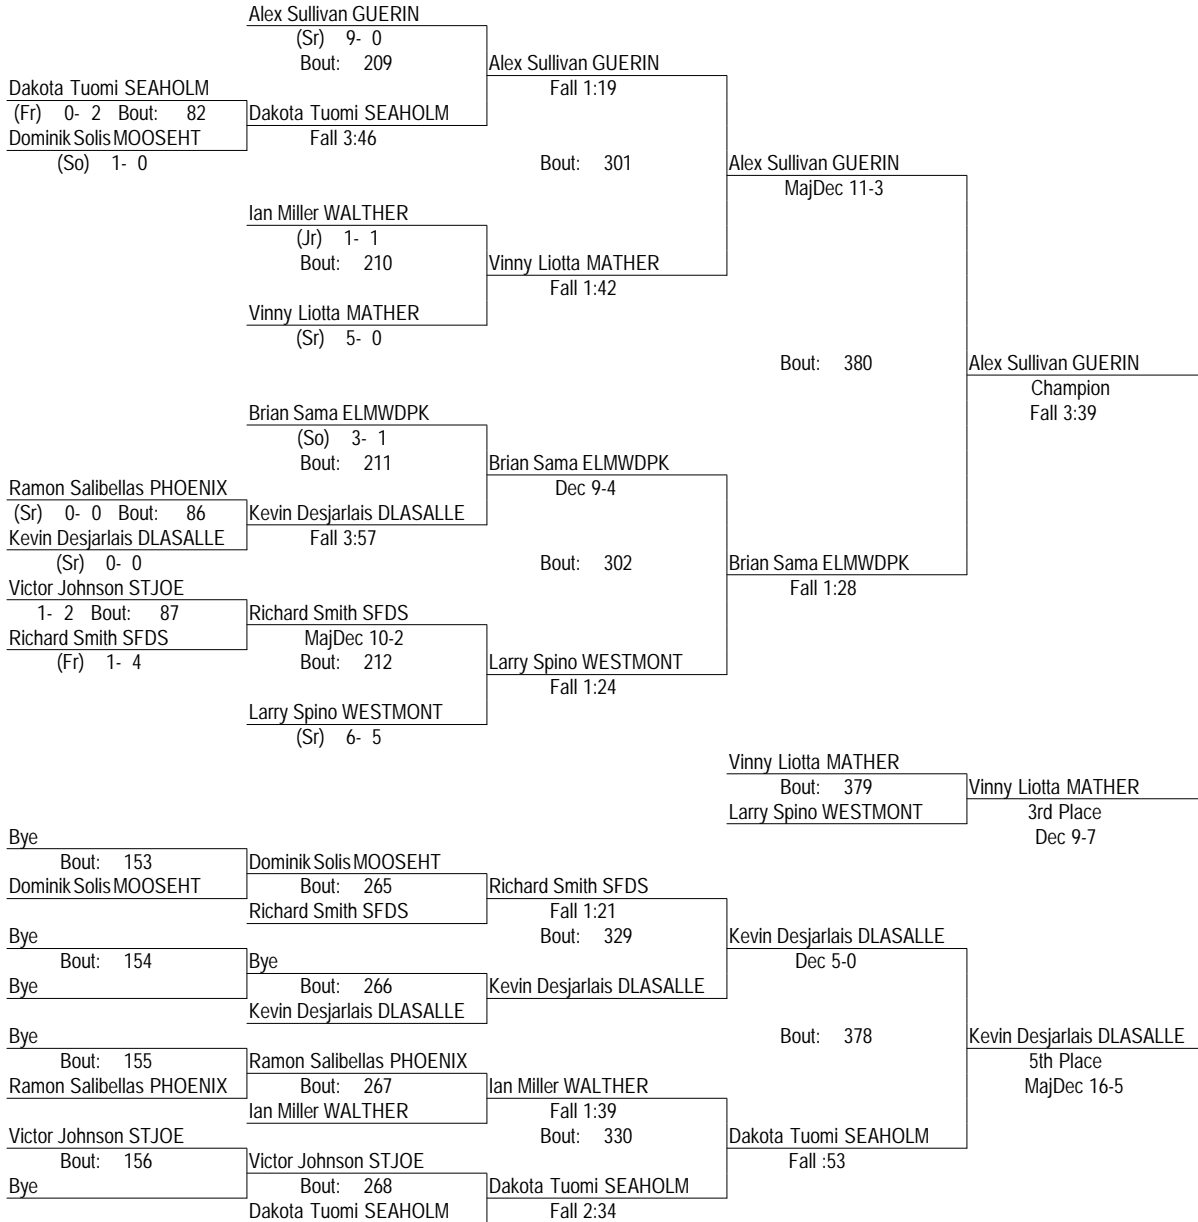 Alex Sullivan GUERIN
(Sr) 9- 0
Bout: 209 Alex Sullivan GUERIN
Dakota Tuomi SEAHOLM Fall 1:19
(Fr) 0- 2 Bout: 82 Dakota Tuomi SEAHOLM
Dominik Solis MOOSEHT Fall 3:46
(So) 1- 0 Bout: 301 Alex Sullivan GUERIN
MajDec 11-3
Ian Miller WALTHER
(Jr) 1- 1
Bout: 210 Vinny Liotta MATHER
Fall 1:42
Vinny Liotta MATHER
(Sr) 5- 0
Bout: 380 Alex Sullivan GUERIN
Champion
Brian Sama ELMWDPK Fall 3:39
(So) 3- 1
Bout: 211 Brian Sama ELMWDPK
Ramon Salibellas PHOENIX Dec 9-4
(Sr) 0- 0 Bout: 86 Kevin Desjarlais DLASALLE
Kevin Desjarlais DLASALLE Fall 3:57
(Sr) 0- 0 Bout: 302 Brian Sama ELMWDPK
Victor Johnson STJOE Fall 1:28
1- 2 Bout: 87 Richard Smith SFDS
Richard Smith SFDS MajDec 10-2
(Fr) 1- 4 Bout: 212 Larry Spino WESTMONT
Fall 1:24
Larry Spino WESTMONT
(Sr) 6- 5
Vinny Liotta MATHER
Bout: 379 Vinny Liotta MATHER
Larry Spino WESTMONT 3rd Place
Bye Dec 9-7
Bout: 153 Dominik Solis MOOSEHT
Dominik Solis MOOSEHT Bout: 265 Richard Smith SFDS
Richard Smith SFDS Fall 1:21
Bye Bout: 329 Kevin Desjarlais DLASALLE
Bout: 154 Bye Dec 5-0
Bye Bout: 266 Kevin Desjarlais DLASALLE
Kevin Desjarlais DLASALLE
Bye Bout: 378 Kevin Desjarlais DLASALLE
Bout: 155 Ramon Salibellas PHOENIX 5th Place
Ramon Salibellas PHOENIX Bout: 267 Ian Miller WALTHER MajDec 16-5
Ian Miller WALTHER Fall 1:39
Victor Johnson STJOE Bout: 330 Dakota Tuomi SEAHOLM
Bout: 156 Victor Johnson STJOE Fall :53
Bye Bout: 268 Dakota Tuomi SEAHOLM
Dakota Tuomi SEAHOLM Fall 2:34